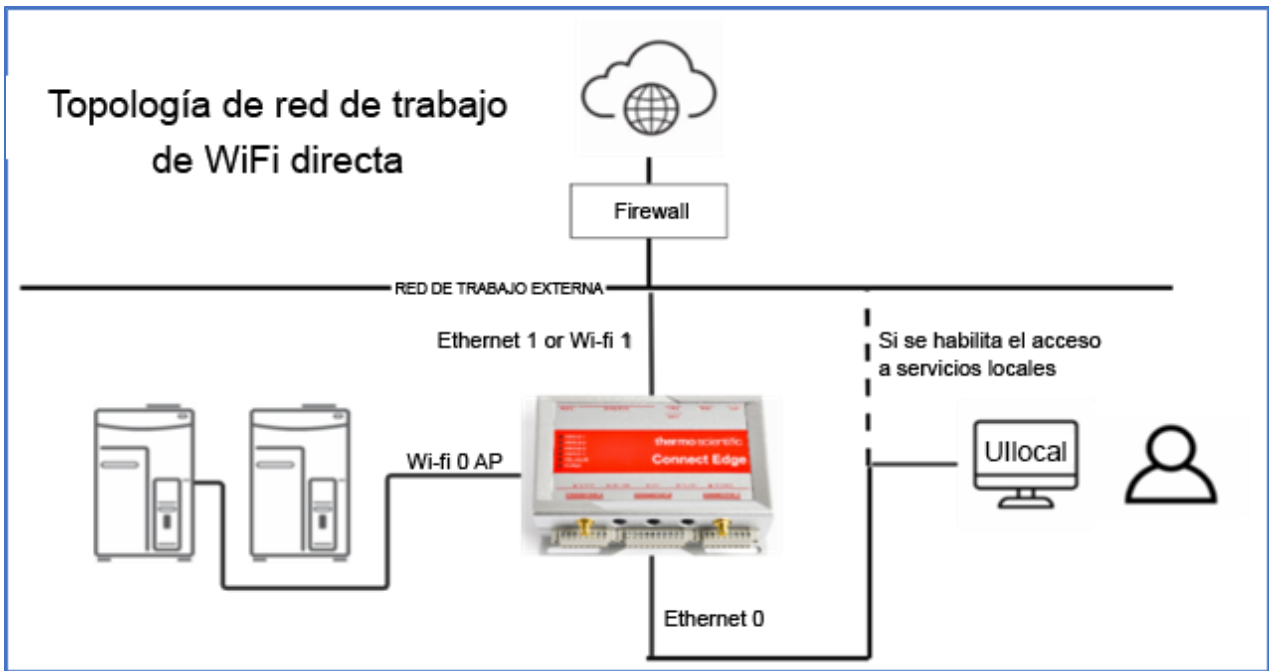 Topología de red de trabajo
de WiFi directa
Firewall
RED DE TRABAJO EXTERNA
Ethernet 1 or Wi-fi 1
Si se habilita el acceso
a servicios locales
Wi-fi 0 AP
thermo scientific
Connect Edge
Ullocal
Ethernet 0